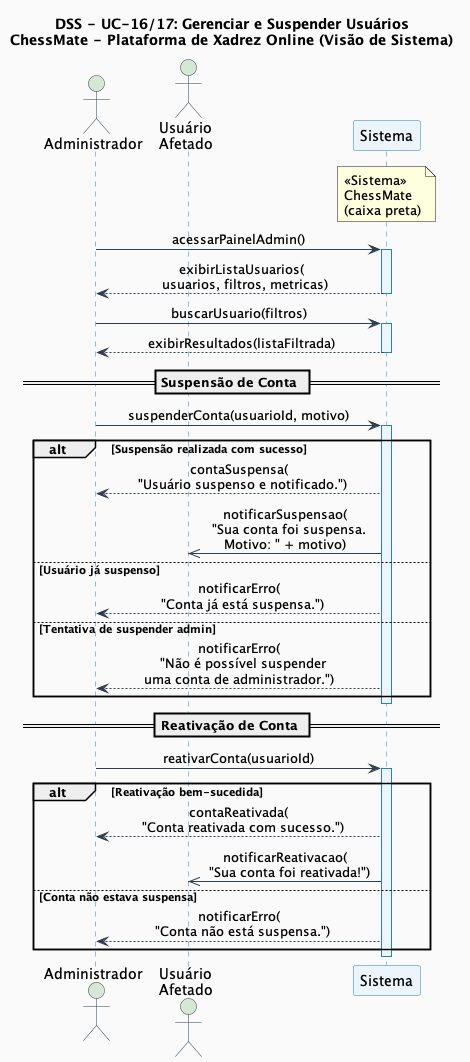 DSS – UC-16/17: Gerenciar e Suspender Usuários
ChessMate – Plataforma de Xadrez Online (Visão de Sistema)
Administrador
Usuário
Afetado
Sistema
«Sistema»
ChessMate
(caixa preta)
acessarPainelAdmin()
exibirListaUsuarios(
usuarios, filtros, metricas)
buscarUsuario(filtros)
exibirResultados(listaFiltrada)
Suspensão de Conta
suspenderConta(usuarioId, motivo)
alt
[Suspensão realizada com sucesso]
contaSuspensa(
"Usuário suspenso e notificado.")
notificarSuspensao(
"Sua conta foi suspensa.
Motivo: " + motivo)
[Usuário já suspenso]
notificarErro(
"Conta já está suspensa.")
[Tentativa de suspender admin]
notificarErro(
"Não é possível suspender
uma conta de administrador.")
Reativação de Conta
reativarConta(usuarioId)
alt
[Reativação bem-sucedida]
contaReativada(
"Conta reativada com sucesso.")
notificarReativacao(
"Sua conta foi reativada!")
[Conta não estava suspensa]
notificarErro(
"Conta não está suspensa.")
Administrador
Usuário
Afetado
Sistema